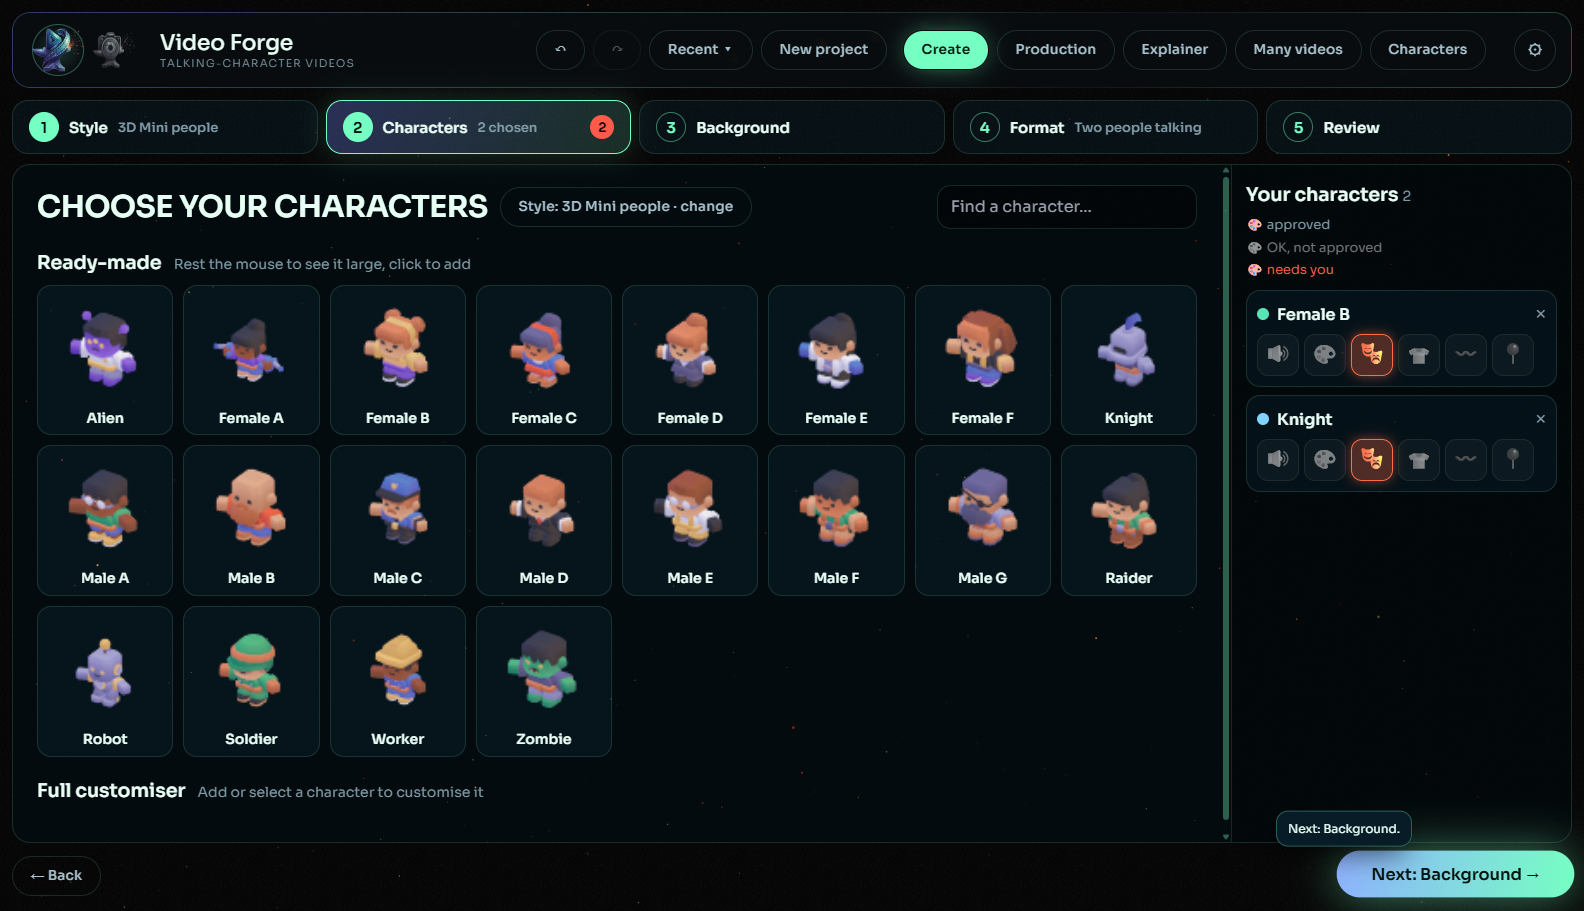 Video Forge
TALKING-CHARACTER VIDEOS
Recent
New project
Create
Production
Explainer
Many videos
Characters
1 Style 3D Mini people
2 Characters 2 chosen 2
3 Background
4 Format Two people talking
5 Review
CHOOSE YOUR CHARACTERS
Style: 3D Mini people · change
Find a character...
Ready-made Rest the mouse to see it large, click to add
Alien
Female A
Female B
Female C
Female D
Female E
Female F
Knight
Male A
Male B
Male C
Male D
Male E
Male F
Male G
Raider
Robot
Soldier
Worker
Zombie
Full customiser Add or select a character to customise it
Your characters 2
approved
OK, not approved
needs you
Female B ×
Knight ×
Next: Background.
← Back
Next: Background →